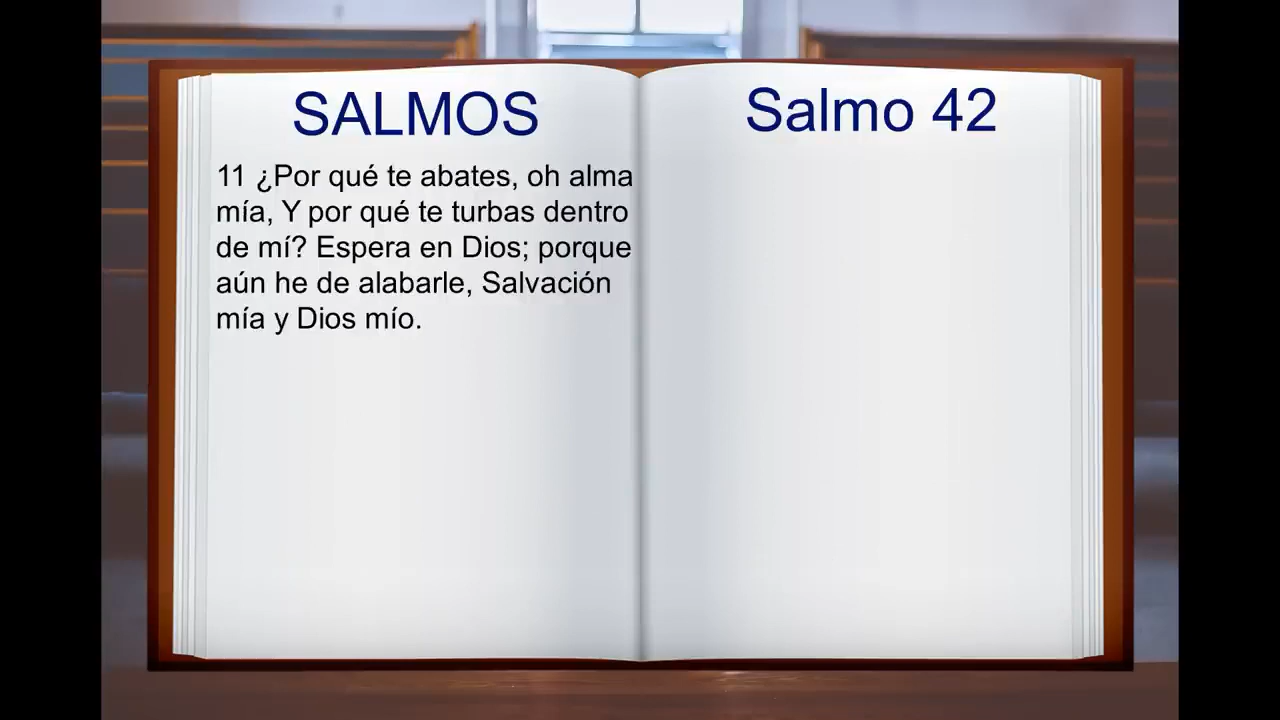 SALMOS
11 ¿Por qué te abates, oh alma
mía, Y por qué te turbas dentro
de mí? Espera en Dios; porque
aún he de alabarle, Salvación
mía y Dios mío.
Salmo 42